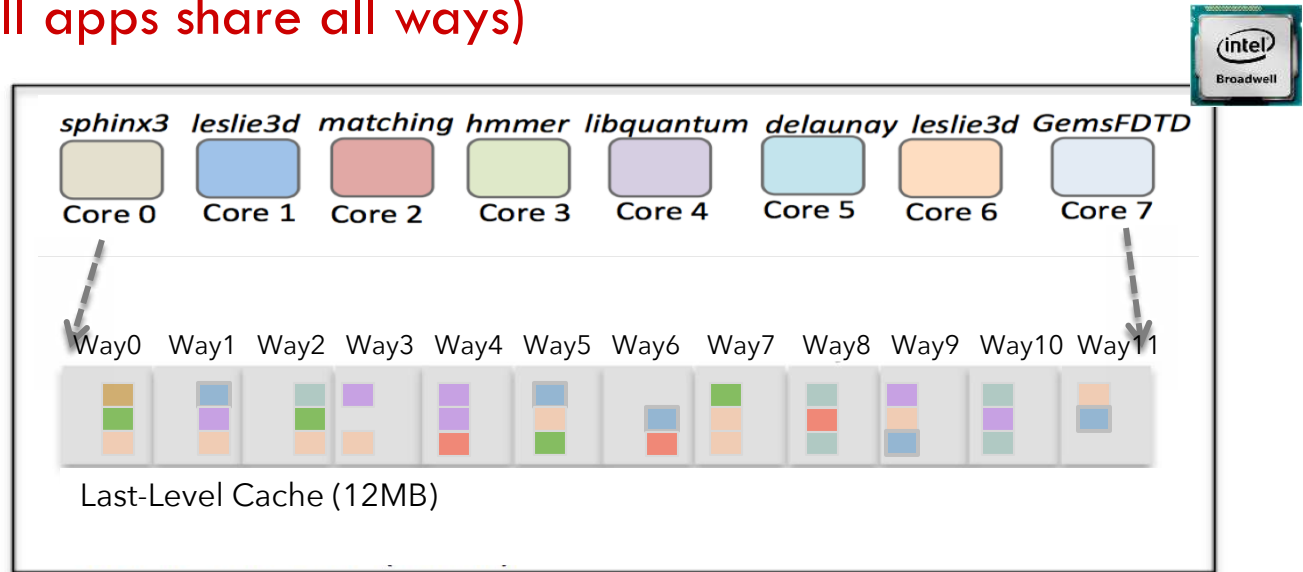 ll apps share all ways)
intel
Broadwell
sphinx3 leslie3d matching hmmer libquantum delaunay leslie3d GemsFDTD
Core 0 Core 1 Core 2 Core 3 Core 4 Core 5 Core 6 Core 7
Way0 Way1 Way2 Way3 Way4 Way5 Way6 Way7 Way8 Way9 Way10 Way11
Last-Level Cache (12MB)